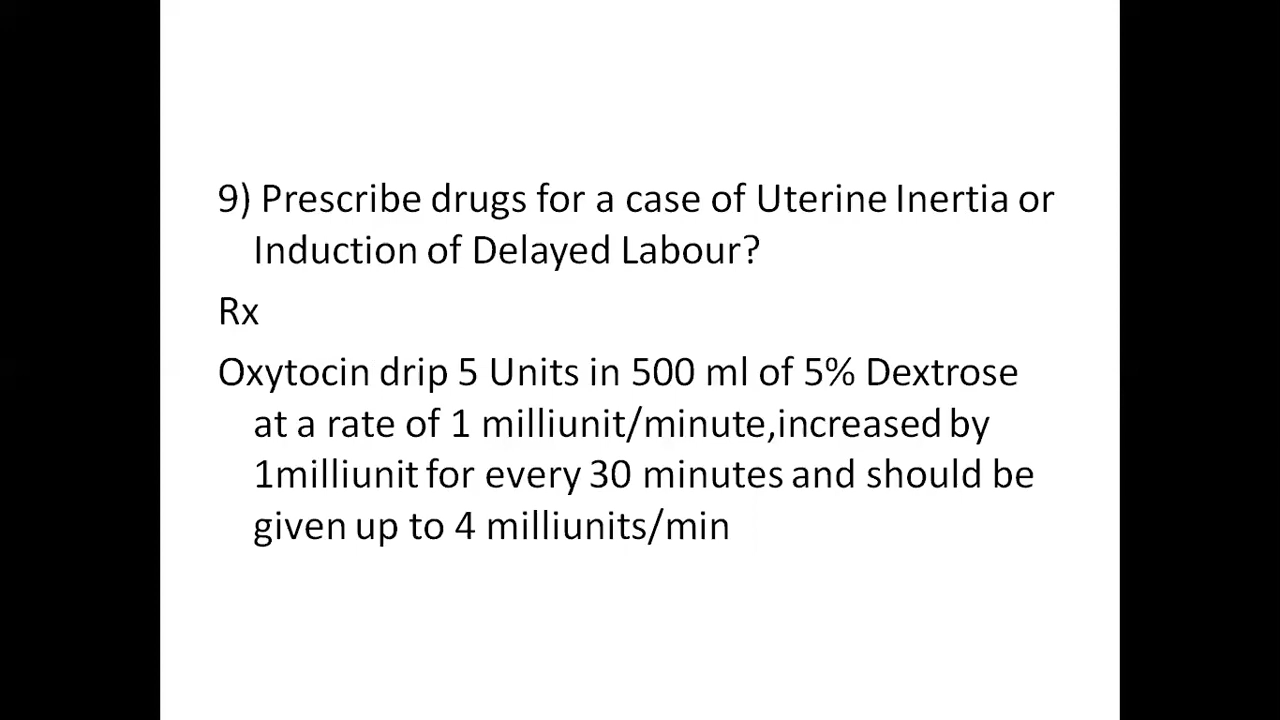 9) Prescribe drugs for a case of Uterine Inertia or
Induction of Delayed Labour?
Rx
Oxytocin drip 5 Units in 500 ml of 5% Dextrose
at a rate of 1 milliunit/minute,increased by
1milliunit for every 30 minutes and should be
given up to 4 milliunits/min